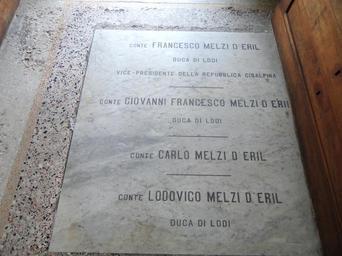 CONTE FRANCESCO MELZI D'ERIL
DUCA DI LODI
VICE-PRESIDENTE DELLA REPUBBLICA CISALPINA
CONTE GIOVANNI FRANCESCO MELZI D'ERIL
DUCA DI LODI
CONTE CARLO MELZI D'ERIL
CONTE LODOVICO MELZI D'ERIL
DUCA DI LODI